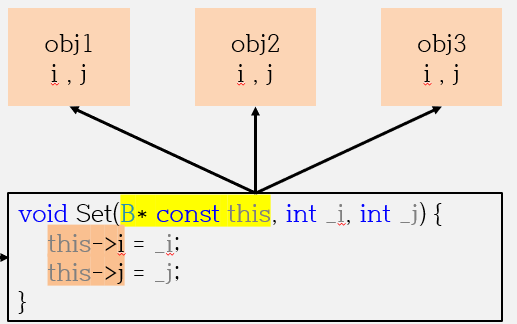 obj1
i , j
obj2
i , j
obj3
i , j
void Set(B* const this, int _i, int _j) {
this->i = _i;
this->j = _j;
}